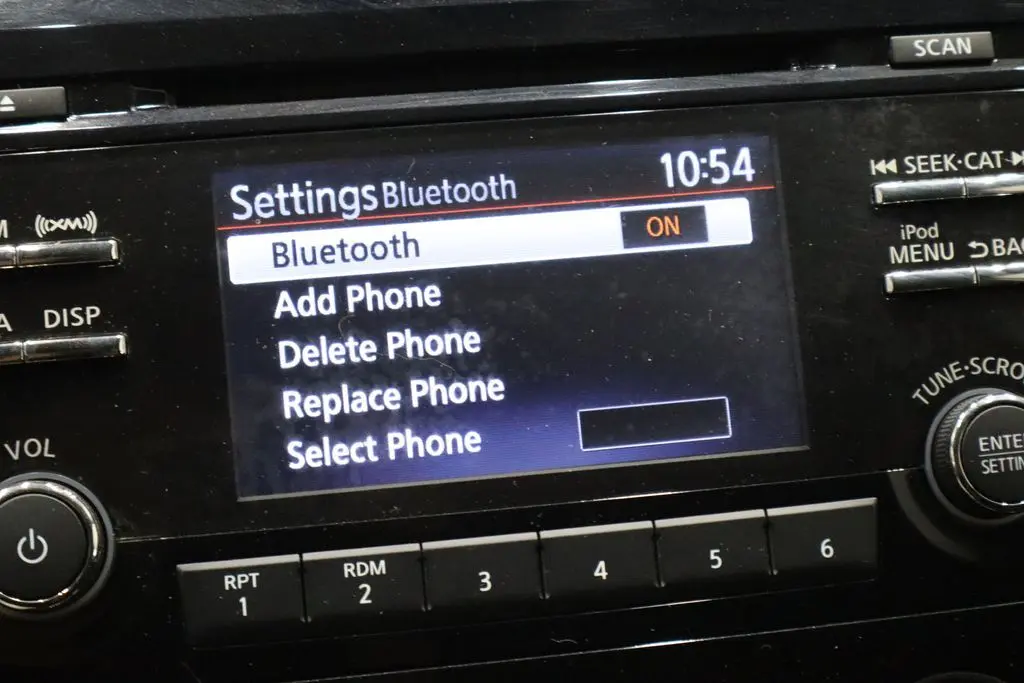 SCAN
10:54
Settings Bluetooth
Bluetooth ON
Add Phone
Delete Phone
Replace Phone
Select Phone
SEEK·CAT
iPod
MENU
XM
DISP
VOL
RPT
1
RDM
2
3
4
5
6